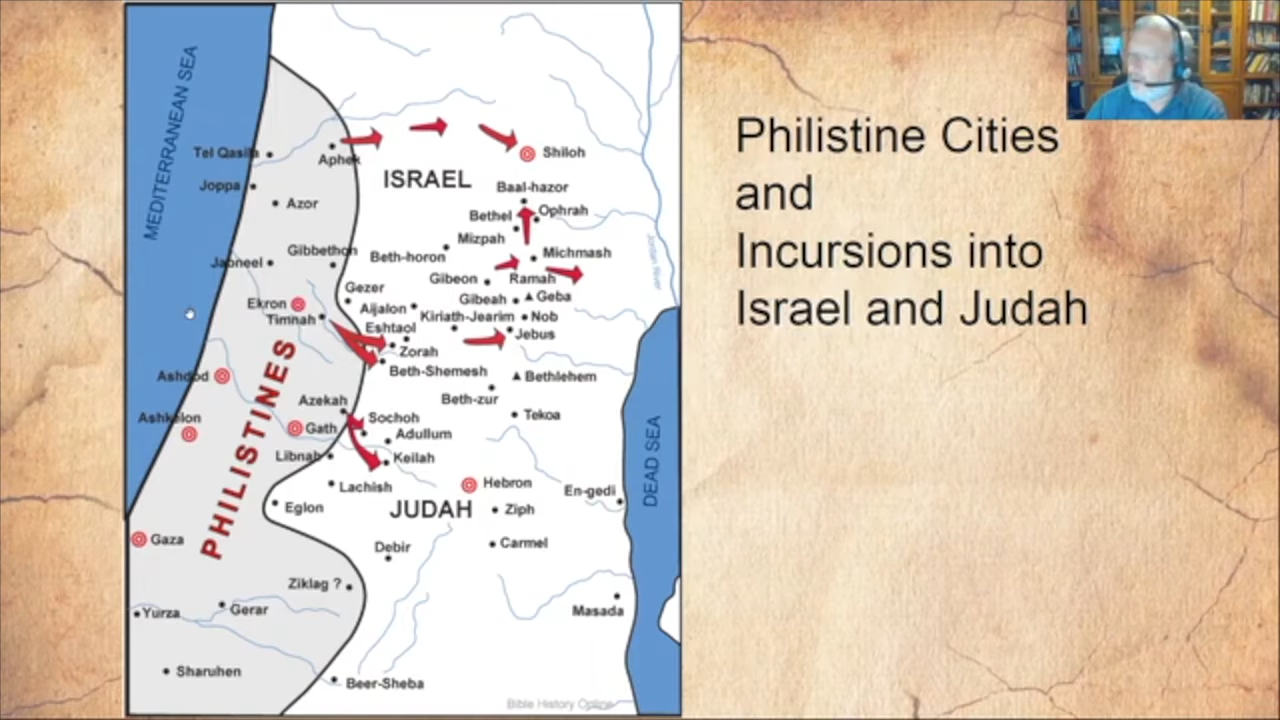 MEDITERRANEAN SEA
Tel Qasila
Aphek
Shiloh
ISRAEL
Joppa
Baal-hazor
Azor
Bethel
Ophrah
Mizpah
Gibbethon
Beth-horon
Michmash
Jordan River
Jabneel
Gibeon
Ramah
Gezer
Ekron
Aijalon
Gibeah
Geba
Timnah
Kiriath-Jearim
Nob
Eshtaol
Jebus
Zorah
PHILISTINES
Beth-Shemesh
Ashdod
Bethlehem
Azekah
Beth-zur
Ashkelon
Sochoh
Tekoa
Gath
Adullum
Libnah
Keilah
DEAD SEA
Lachish
Hebron
En-gedi
Eglon
JUDAH
Ziph
Gaza
Debir
Carmel
Ziklag ?
Yurza
Gerar
Masada
Sharuhen
Beer-Sheba
Bible History Online
Philistine Cities
and
Incursions into
Israel and Judah